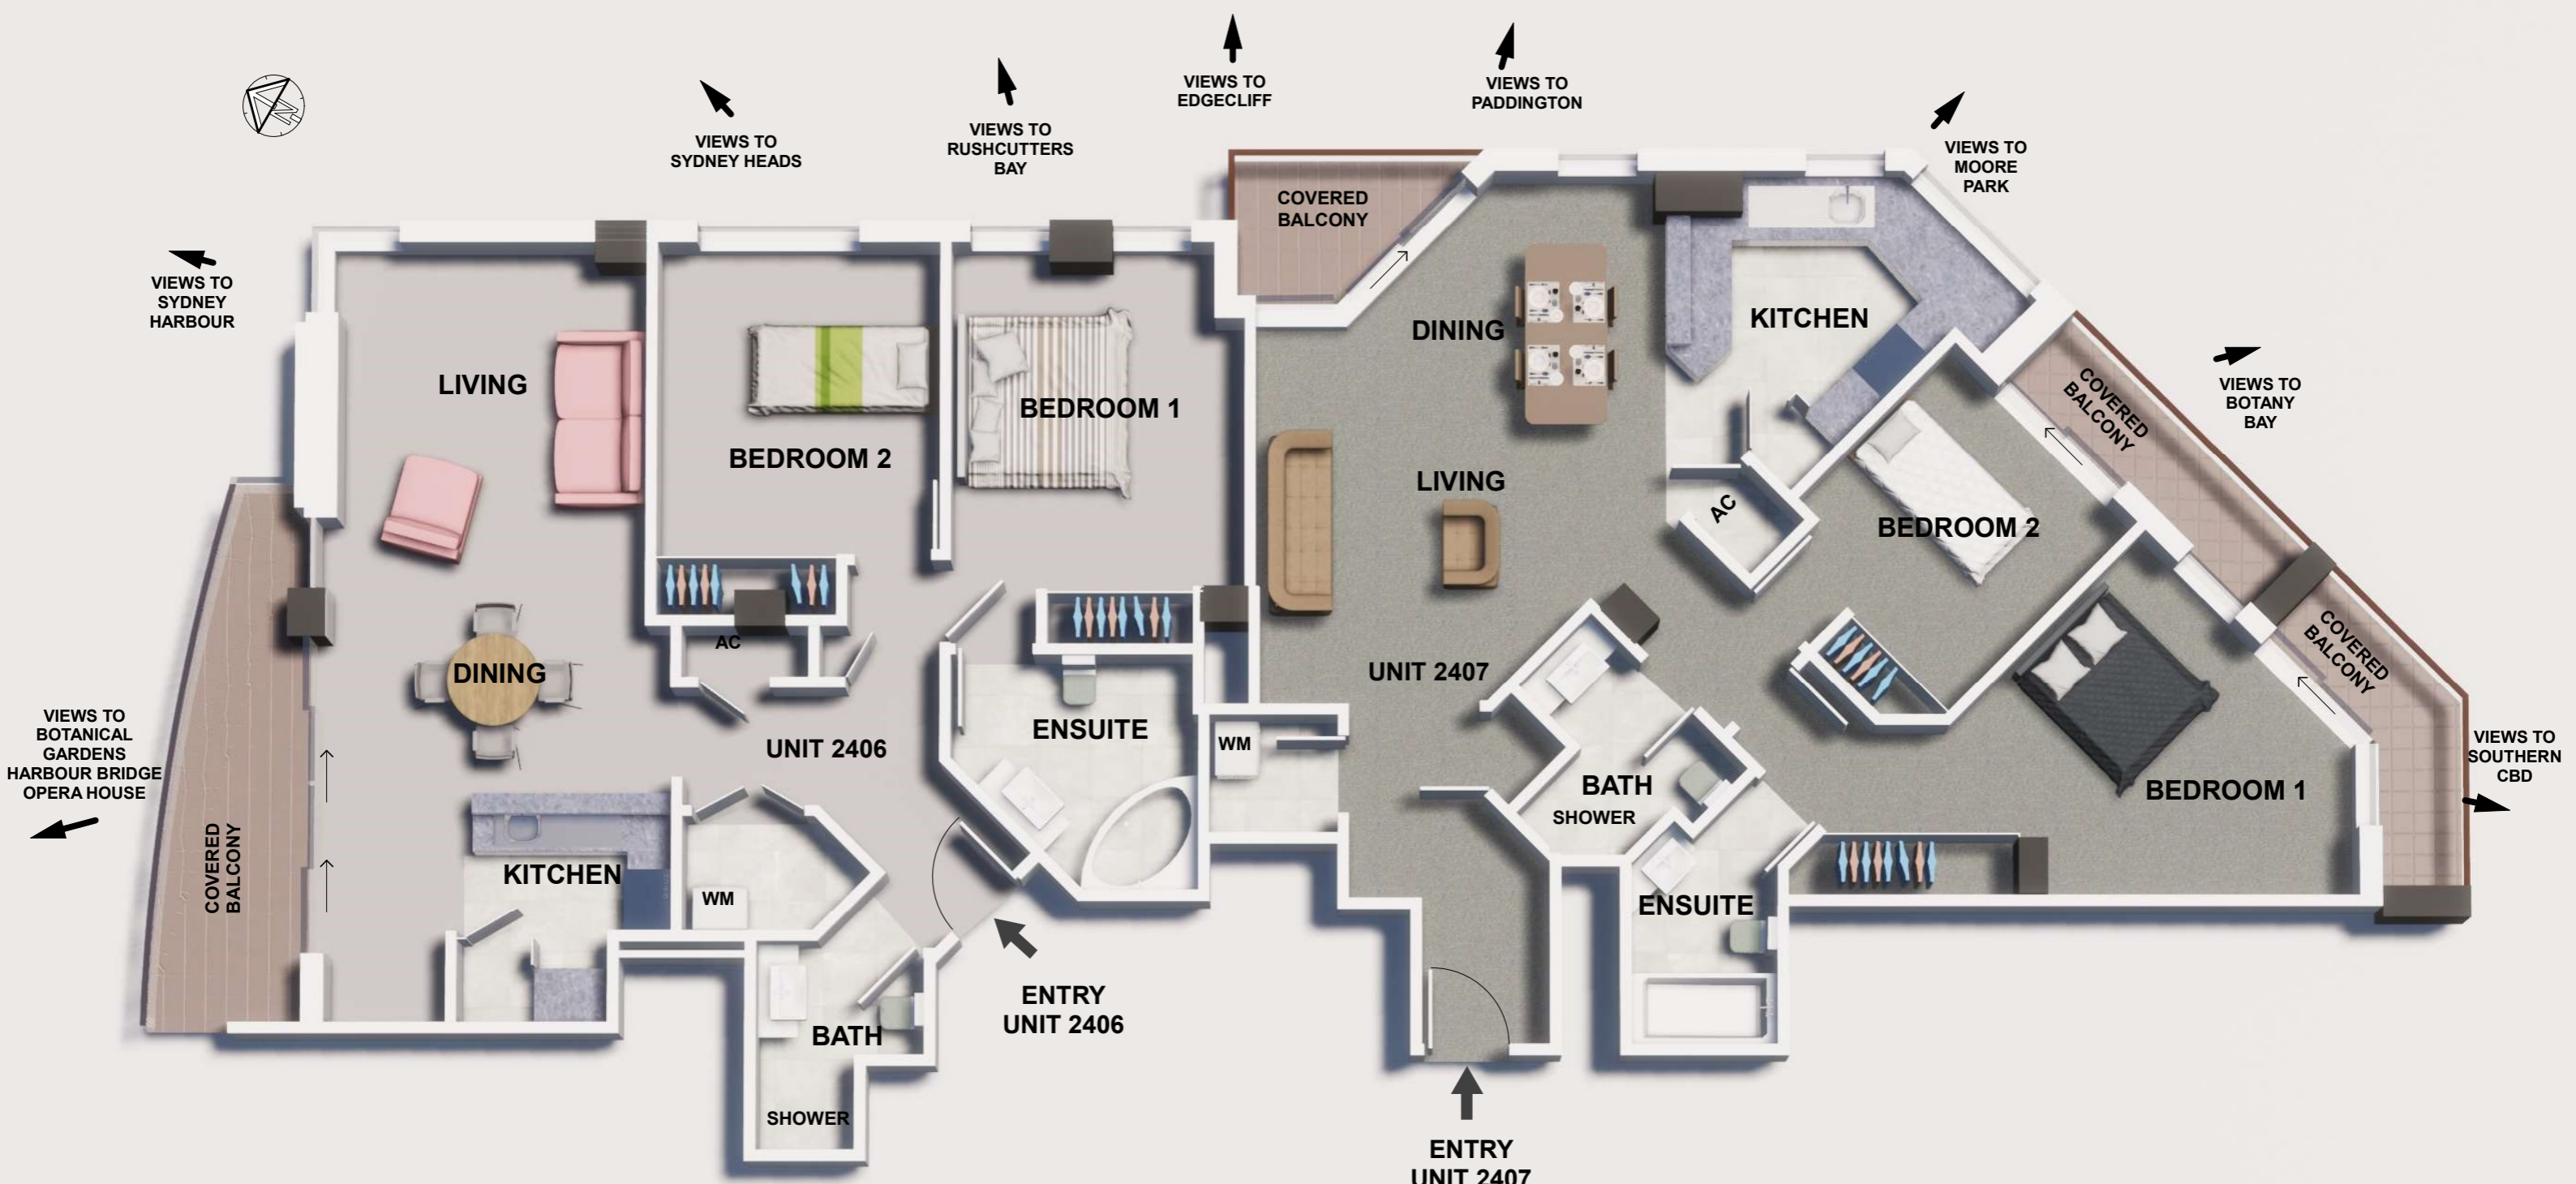 VIEWS TO
EDGECLIFF
VIEWS TO
PADDINGTON
VIEWS TO
SYDNEY HEADS
VIEWS TO
RUSHCUTTERS
BAY
VIEWS TO
MOORE
PARK
COVERED
BALCONY
VIEWS TO
SYDNEY
HARBOUR
LIVING
BEDROOM 2
BEDROOM 1
DINING
KITCHEN
COVERED
BALCONY
VIEWS TO
BOTANY
BAY
LIVING
AC
BEDROOM 2
AC
DINING
UNIT 2406
ENSUITE
WM
UNIT 2407
COVERED
BALCONY
BATH
SHOWER
BEDROOM 1
VIEWS TO
SOUTHERN
CBD
VIEWS TO
BOTANICAL
GARDENS
HARBOUR BRIDGE
OPERA HOUSE
COVERED
BALCONY
KITCHEN
WM
ENSUITE
BATH
SHOWER
ENTRY
UNIT 2406
ENTRY
UNIT 2407